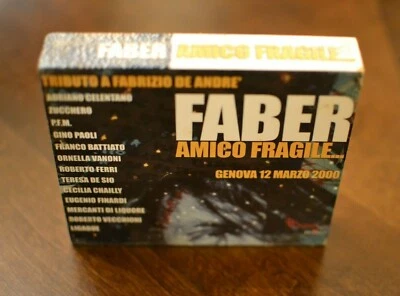 FABER AMICO FRAGILE...
TRIBUTO A FABRIZIO DE ANDRE'
ADRIANO CELENTANO
ZUCCHERO
P.F.M.
GINO PAOLI
FRANCO BATTIATO
ORNELLA VANONI
ROBERTO FERRI
TERESA DE SIO
CECILIA CHAILLY
EUGENIO FINARDI
MERCANTI DI LIQUORE
ROBERTO VECCHIONI
LIGABUE
FABER
AMICO FRAGILE...
GENOVA 12 MARZO 2000